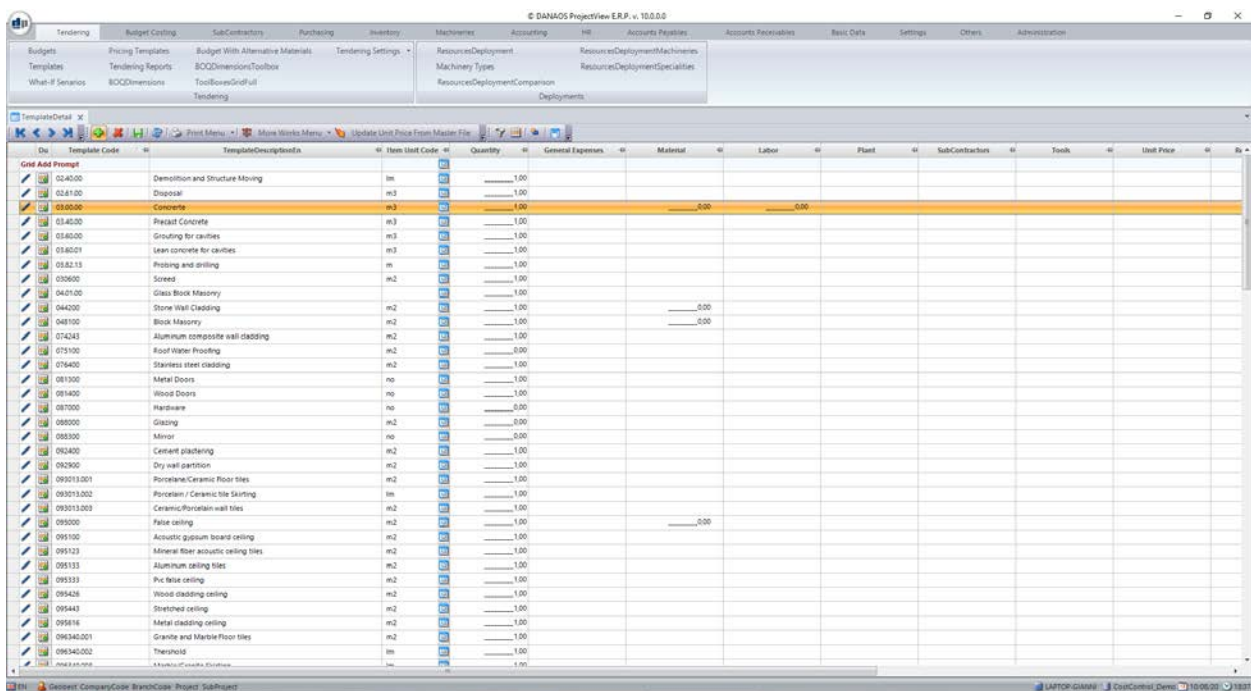 © DANAOS ProjectView E.R.P. v. 10.0.0.0
Tendering Budget Costing SubContractors Purchasing Inventory Machineries Accounting HR Accounts Payables Accounts Receivables Basic Data Settings Others Administration
Budgets Pricing Templates Budget With Alternative Materials Tendering Settings ResourcesDeployment ResourcesDeploymentMachineries
Templates Tendering Reports BOQDimensionsToolbox Machinery Types ResourcesDeploymentSpecialities
What-If Senarios BOQDimensions ToolBoxesGridFull ResourcesDeploymentComparison
Tendering Deployments
TemplateDetail X
Print Menu More Works Menu Update Unit Price From Master File
Du Template Code TemplateDescriptionEn Item Unit Code Quantity General Expenses Material Labor Plant SubContractors Tools Unit Price
Grid Add Prompt
02.40.00 Demolition and Structure Moving lm 1,00
02.61.00 Disposal m3 1,00
03.00.00 Concrerte m3 1,00 0,00 0,00
03.40.00 Precast Concrete m3 1,00
03.60.00 Grouting for cavities m3 1,00
03.60.01 Lean concrete for cavities m3 1,00
03.82.13 Probing and drilling m 1,00
030600 Screed m2 1,00
04.01.00 Glass Block Masonry 1,00
044200 Stone Wall Cladding m2 1,00 0,00
048100 Block Masonry m2 1,00 0,00
074243 Aluminum composite wall cladding m2 1,00
075100 Roof Water Proofing m2 0,00
076400 Stainless steel cladding m2 1,00
081300 Metal Doors no 1,00
081400 Wood Doors no 1,00
087000 Hardware no 0,00
088000 Glazing m2 0,00
088300 Mirror no 0,00
092400 Cement plastering m2 1,00
092900 Dry wall partition m2 1,00
093013.001 Porcelane/Ceramic Floor tiles m2 1,00
093013.002 Porcelain / Ceramic tile Skirting lm 1,00
093013.003 Ceramic/Porcelain wall tiles m2 1,00
095000 False ceiling m2 1,00 0,00
095100 Acoustic gypsum board ceiling m2 1,00
095123 Mineral fiber acoustic ceiling tiles m2 1,00
095133 Aluminum ceiling tiles m2 1,00
095333 Pvc false ceiling m2 1,00
095426 Wood cladding ceiling m2 1,00
095443 Stretched ceiling m2 1,00
095616 Metal cladding ceiling m2 1,00
096340.001 Granite and Marble Floor tiles m2 1,00
096340.002 Thershold lm 1,00
EN Geobest CompanyCode BranchCode Project SubProject LAPTOP-GIANNI CostControl_Demo 10/06/20 18:37